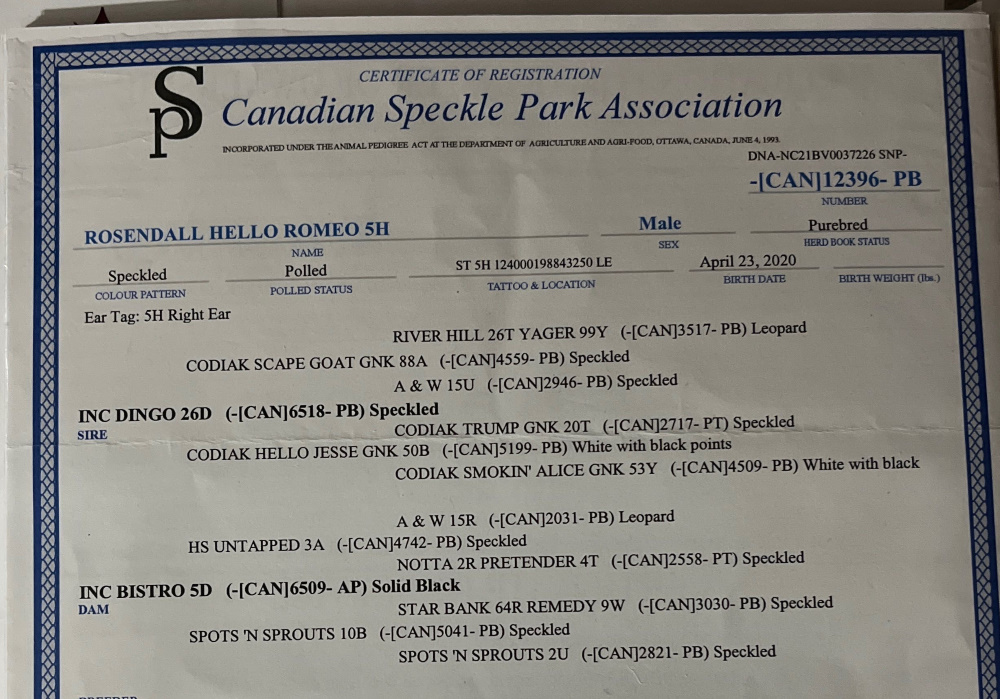 CERTIFICATE OF REGISTRATION
SP Canadian Speckle Park Association
INCORPORATED UNDER THE ANIMAL PEDIGREE ACT AT THE DEPARTMENT OF AGRICULTURE AND AGRI-FOOD, OTTAWA, CANADA, JUNE 4, 1993.
DNA-NC21BV0037226 SNP-
-[CAN]12396- PB
NUMBER
ROSENDALL HELLO ROMEO 5H Male Purebred
NAME SEX HERD BOOK STATUS
Speckled Polled ST 5H 124000198843250 LE April 23, 2020
COLOUR PATTERN POLLED STATUS TATTOO & LOCATION BIRTH DATE BIRTH WEIGHT (lbs.)
Ear Tag: 5H Right Ear
RIVER HILL 26T YAGER 99Y (-[CAN]3517- PB) Leopard
CODIAK SCAPE GOAT GNK 88A (-[CAN]4559- PB) Speckled
A & W 15U (-[CAN]2946- PB) Speckled
INC DINGO 26D (-[CAN]6518- PB) Speckled
SIRE
CODIAK TRUMP GNK 20T (-[CAN]2717- PT) Speckled
CODIAK HELLO JESSE GNK 50B (-[CAN]5199- PB) White with black points
CODIAK SMOKIN' ALICE GNK 53Y (-[CAN]4509- PB) White with black
A & W 15R (-[CAN]2031- PB) Leopard
HS UNTAPPED 3A (-[CAN]4742- PB) Speckled
NOTTA 2R PRETENDER 4T (-[CAN]2558- PT) Speckled
INC BISTRO 5D (-[CAN]6509- AP) Solid Black
DAM
STAR BANK 64R REMEDY 9W (-[CAN]3030- PB) Speckled
SPOTS 'N SPROUTS 10B (-[CAN]5041- PB) Speckled
SPOTS 'N SPROUTS 2U (-[CAN]2821- PB) Speckled